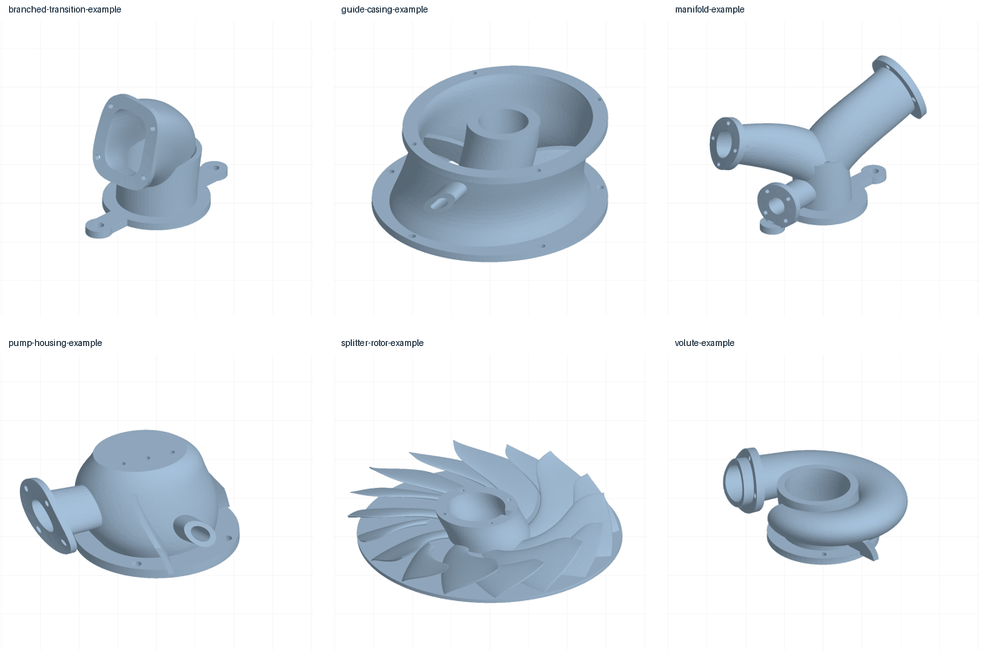 branched-transition-example
guide-casing-example
manifold-example
pump-housing-example
splitter-rotor-example
volute-example